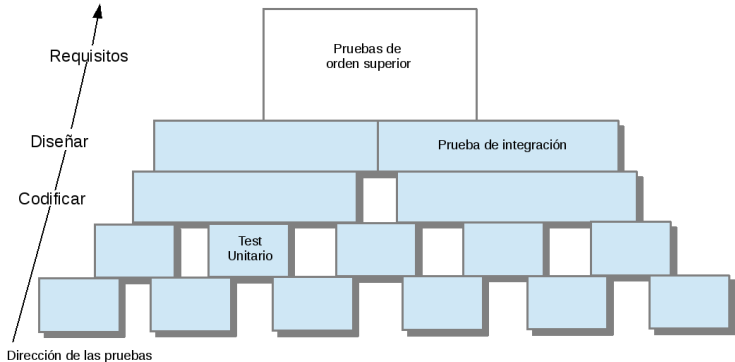 Pruebas de
orden superior
Requisitos
Diseñar
Prueba de integración
Codificar
Test
Unitario
Dirección de las pruebas